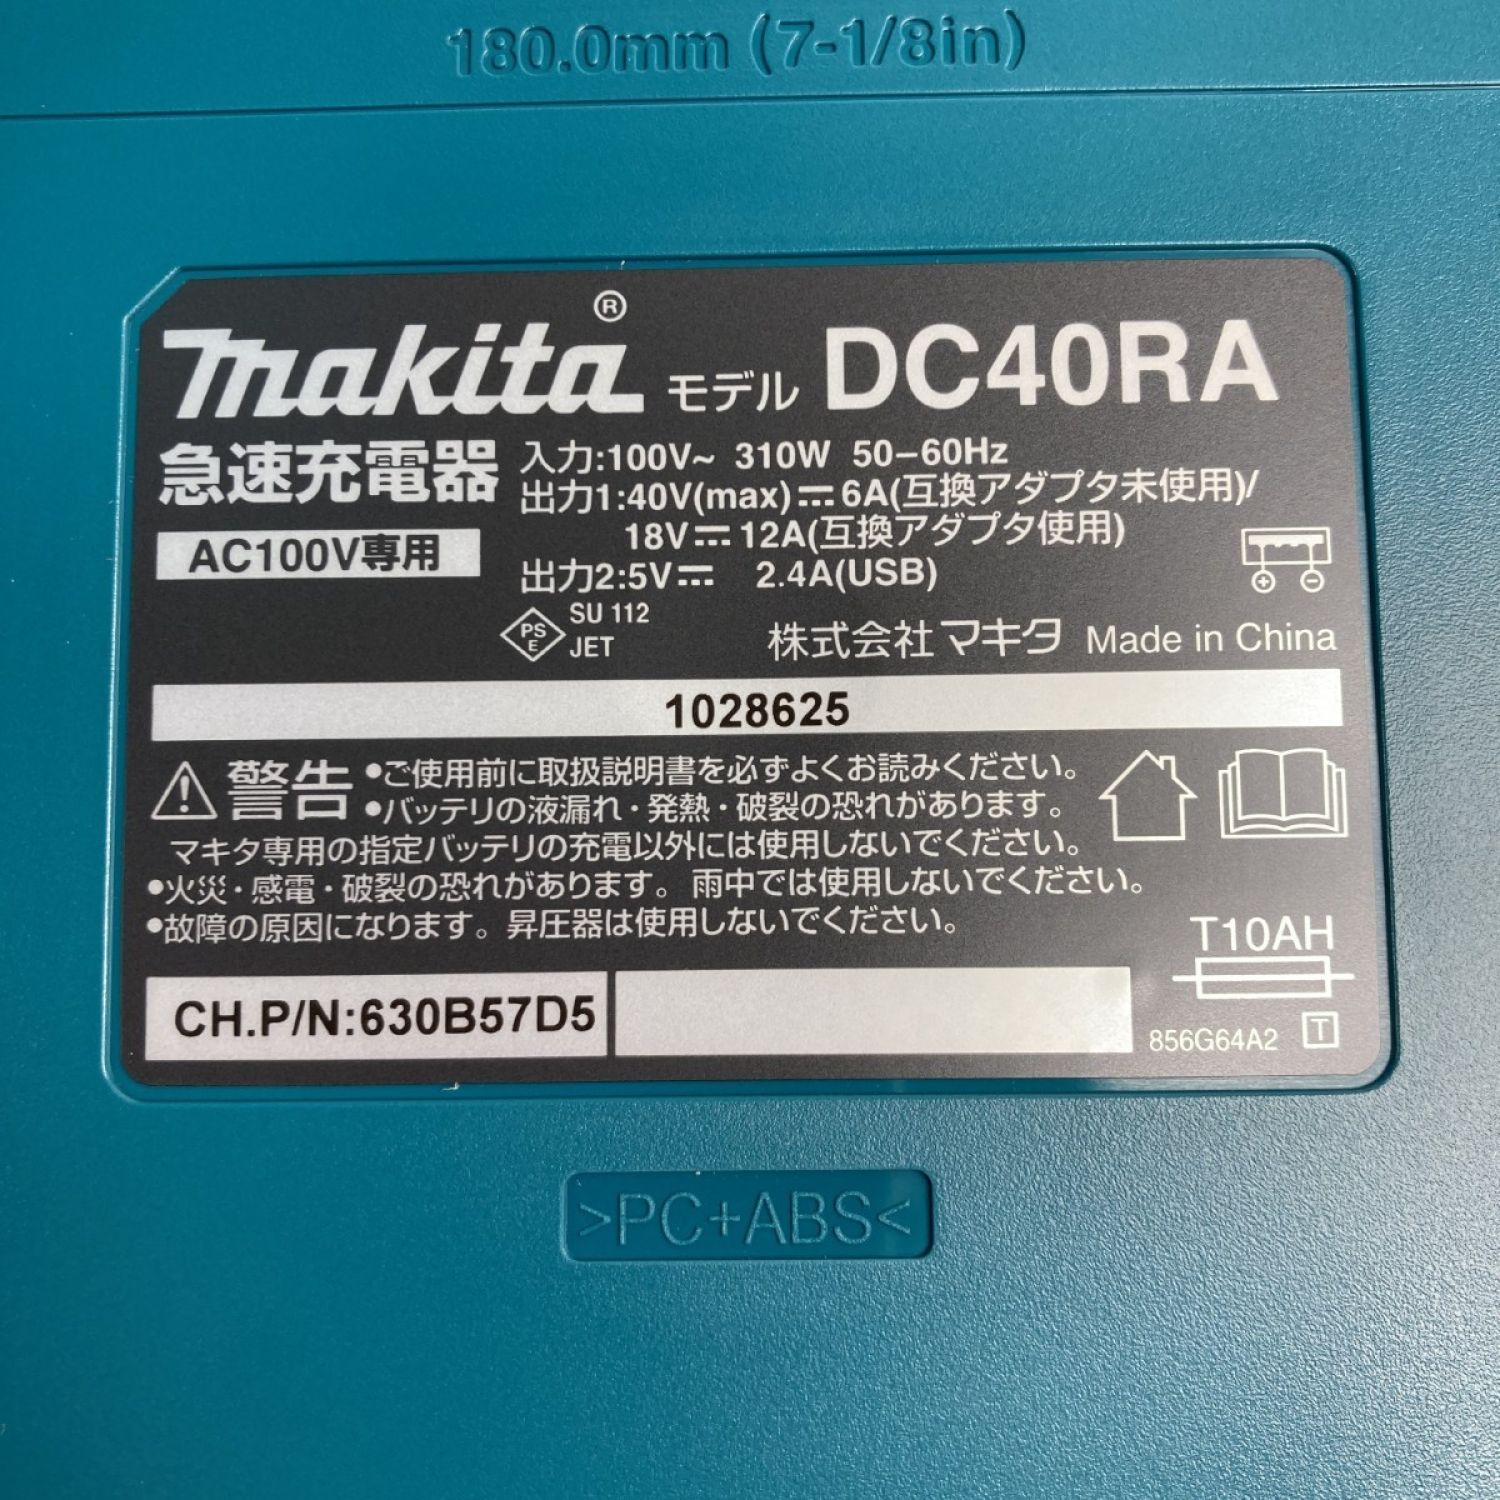 180.0mm (7-1/8in)
makita® モデル DC40RA
急速充電器
AC100V専用
入力:100V~ 310W 50-60Hz
出力1:40V(max)⎓6A(互換アダプタ未使用)/
18V⎓12A(互換アダプタ使用)
出力2:5V⎓ 2.4A(USB)
PS
E
SU 112
JET
株式会社マキタ Made in China
1028625
⚠警告 •ご使用前に取扱説明書を必ずよくお読みください。
•バッテリの液漏れ・発熱・破裂の恐れがあります。
マキタ専用の指定バッテリの充電以外には使用しないでください。
•火災・感電・破裂の恐れがあります。雨中では使用しないでください。
•故障の原因になります。昇圧器は使用しないでください。
T10AH
CH.P/N:630B57D5
856G64A2 T
>PC+ABS<